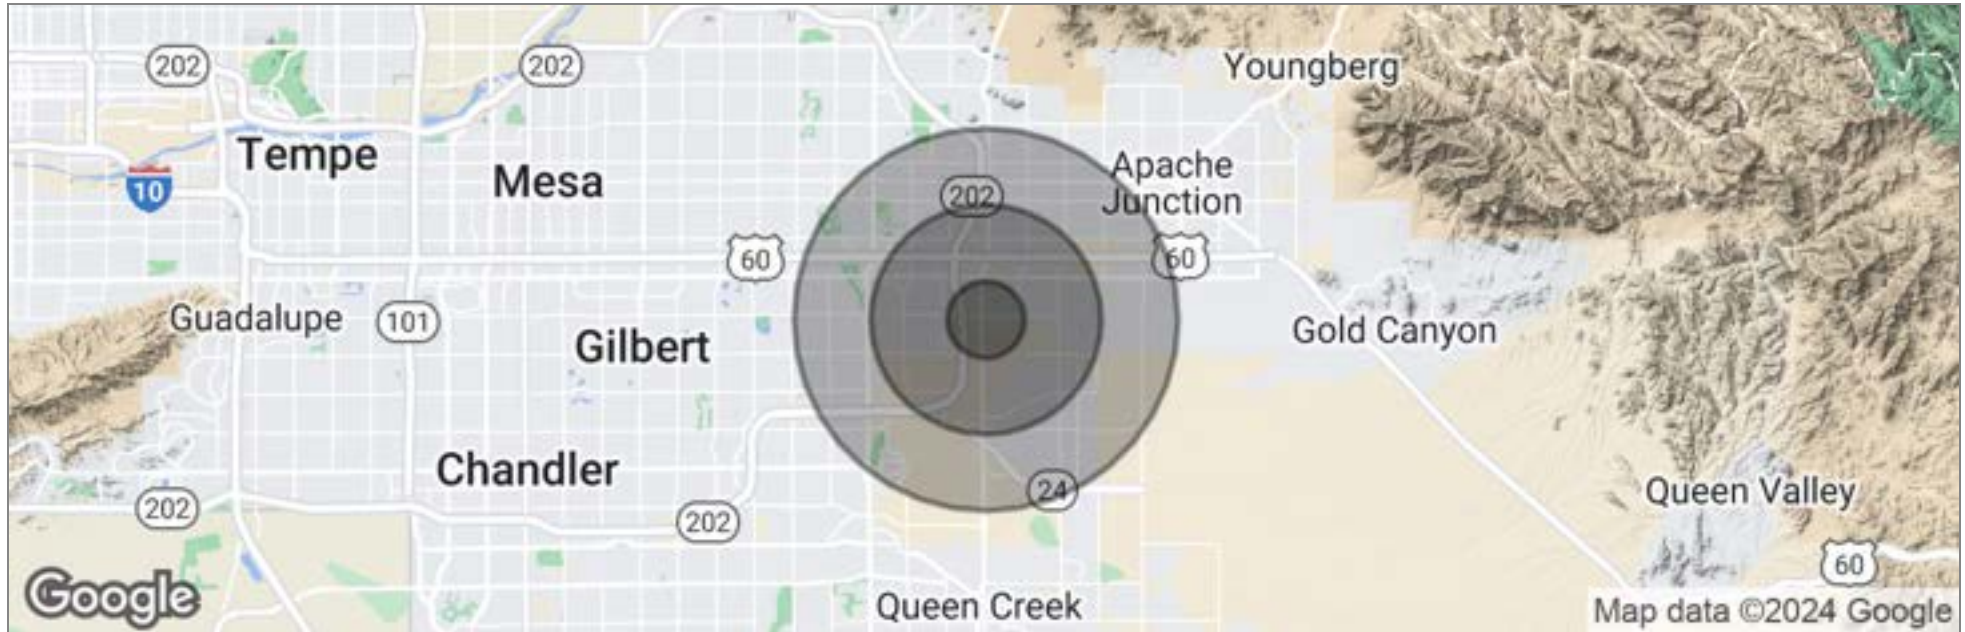 202
202
Youngberg
Tempe
Mesa
Apache
Junction
10
202
60
60
Guadalupe
101
Gilbert
Gold Canyon
Chandler
24
Queen Valley
202
202
60
Google
Queen Creek
Map data ©2024 Google